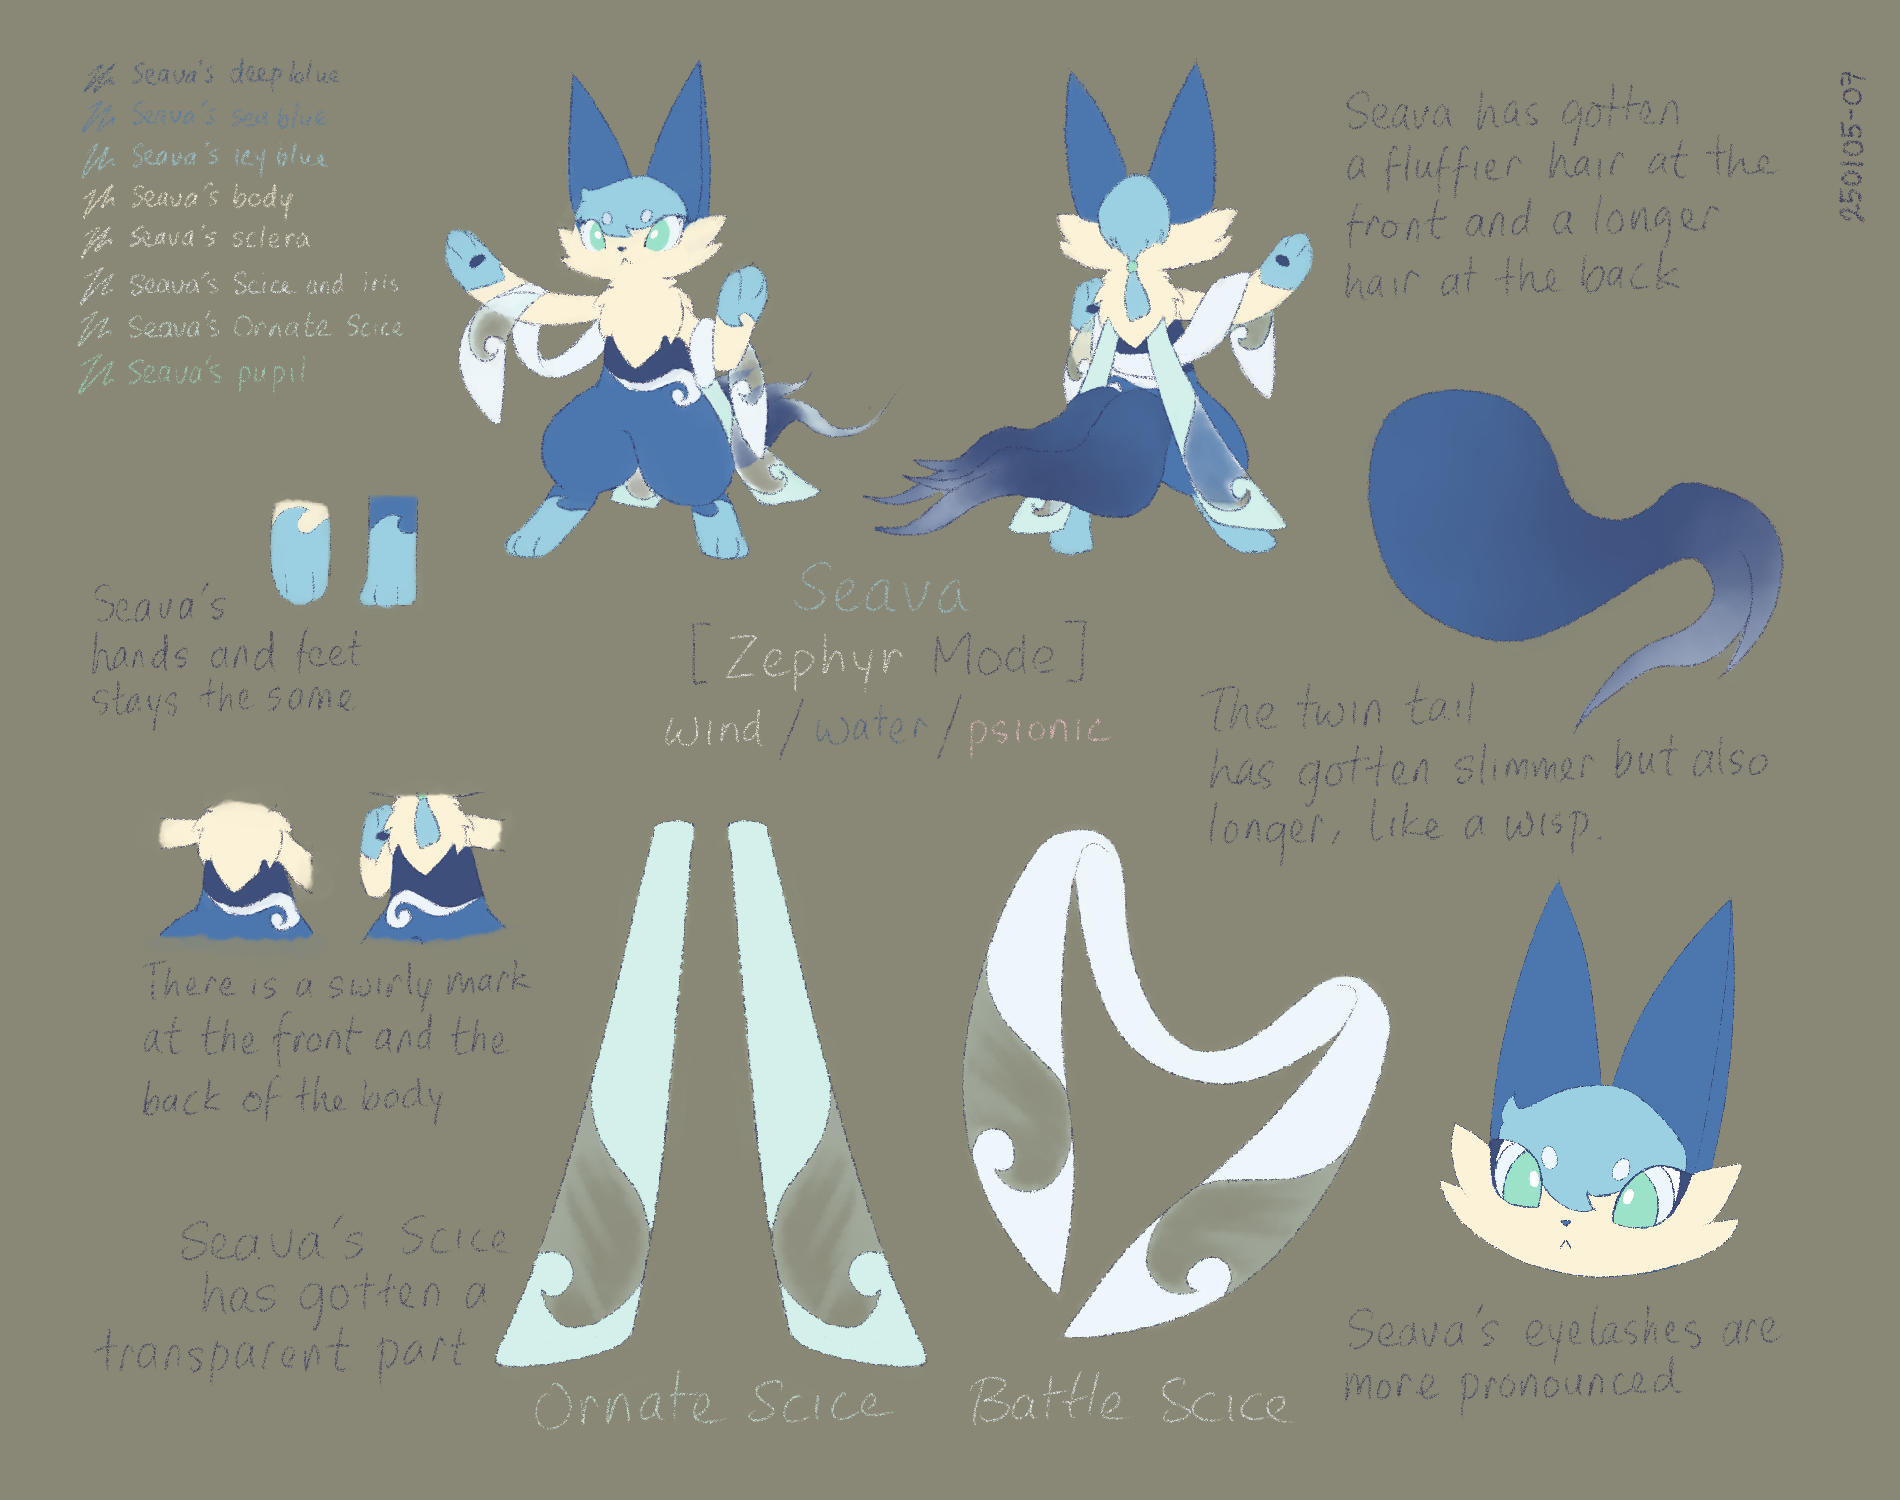 Seava's deep blue
Seava's sea blue
Seava's icy blue
Seava's body
Seava's sclera
Seava's Scice and iris
Seava's Ornate Scice
Seava's pupil
Seava has gotten
a fluffier hair at the
front and a longer
hair at the back
250105-07
Seava's
hands and feet
stays the same
Seava
[Zephyr Mode]
wind / water / psionic
The twin tail
has gotten slimmer but also
longer, like a wisp.
There is a swirly mark
at the front and the
back of the body
Seava's Scice
has gotten a
transparent part
Ornate Scice
Battle Scice
Seava's eyelashes are
more pronounced